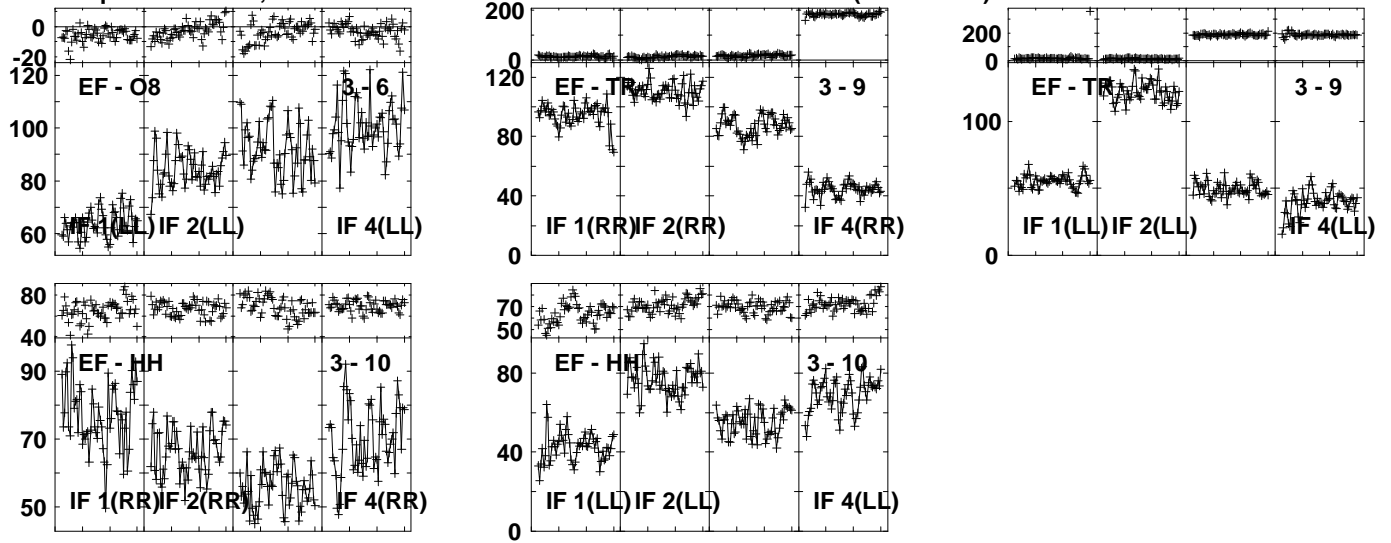 0
-20
120
100
80
60
EF - O8
3 - 6
IF 1(LL)
IF 2(LL)
IF 4(LL)
200
0
120
80
40
0
EF - TR
3 - 9
IF 1(RR)
IF 2(RR)
IF 4(RR)
200
0
100
0
EF - TR
3 - 9
IF 1(LL)
IF 2(LL)
IF 4(LL)
80
40
90
70
50
EF - HH
3 - 10
IF 1(RR)
IF 2(RR)
IF 4(RR)
70
50
80
40
0
EF - HH
3 - 10
IF 1(LL)
IF 2(LL)
IF 4(LL)